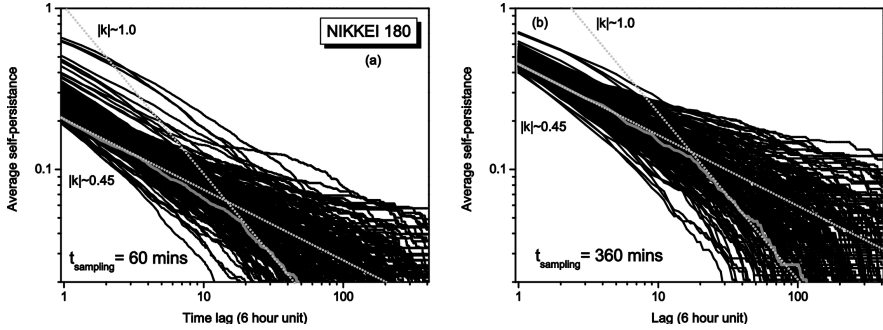 1
|k|~1.0
NIKKEI 180
(a)
Average self-persistance
0.1
|k|~0.45
t_sampling = 60 mins
1 10 100
Time lag (6 hour unit)
1
(b)
|k|~1.0
Average self-persistance
0.1
|k|~0.45
t_sampling = 360 mins
1 10 100
Lag (6 hour unit)